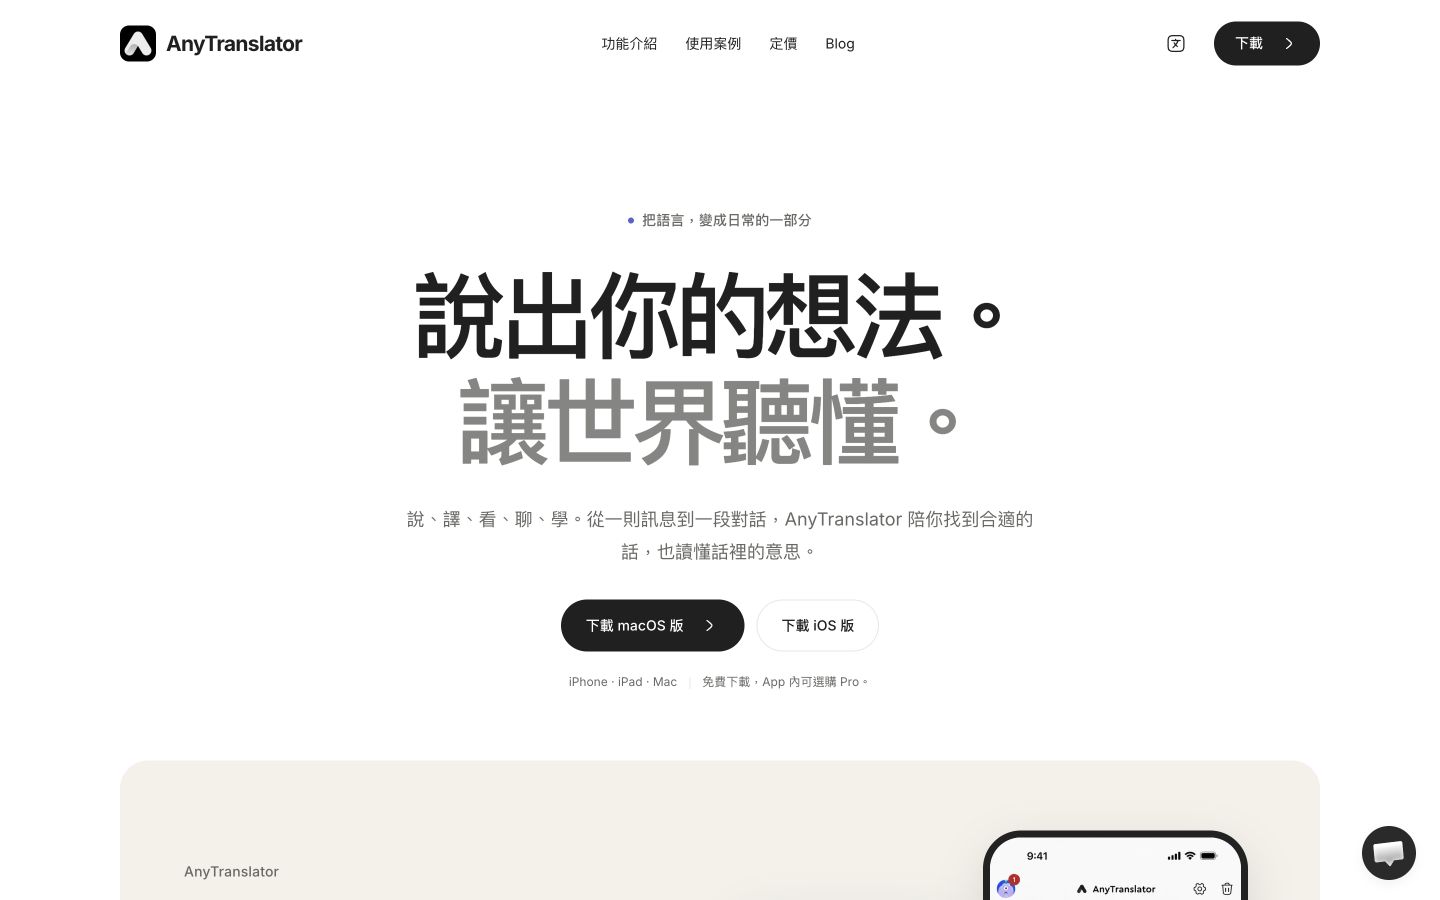 AnyTranslator
功能介紹
使用案例
定價
Blog
下載
把語言，變成日常的一部分
說出你的想法。
讓世界聽懂。
說、譯、看、聊、學。從一則訊息到一段對話，AnyTranslator 陪你找到合適的
話，也讀懂話裡的意思。
下載 macOS 版
下載 iOS 版
iPhone · iPad · Mac
免費下載，App 內可選購 Pro。
AnyTranslator
9:41
1
AnyTranslator